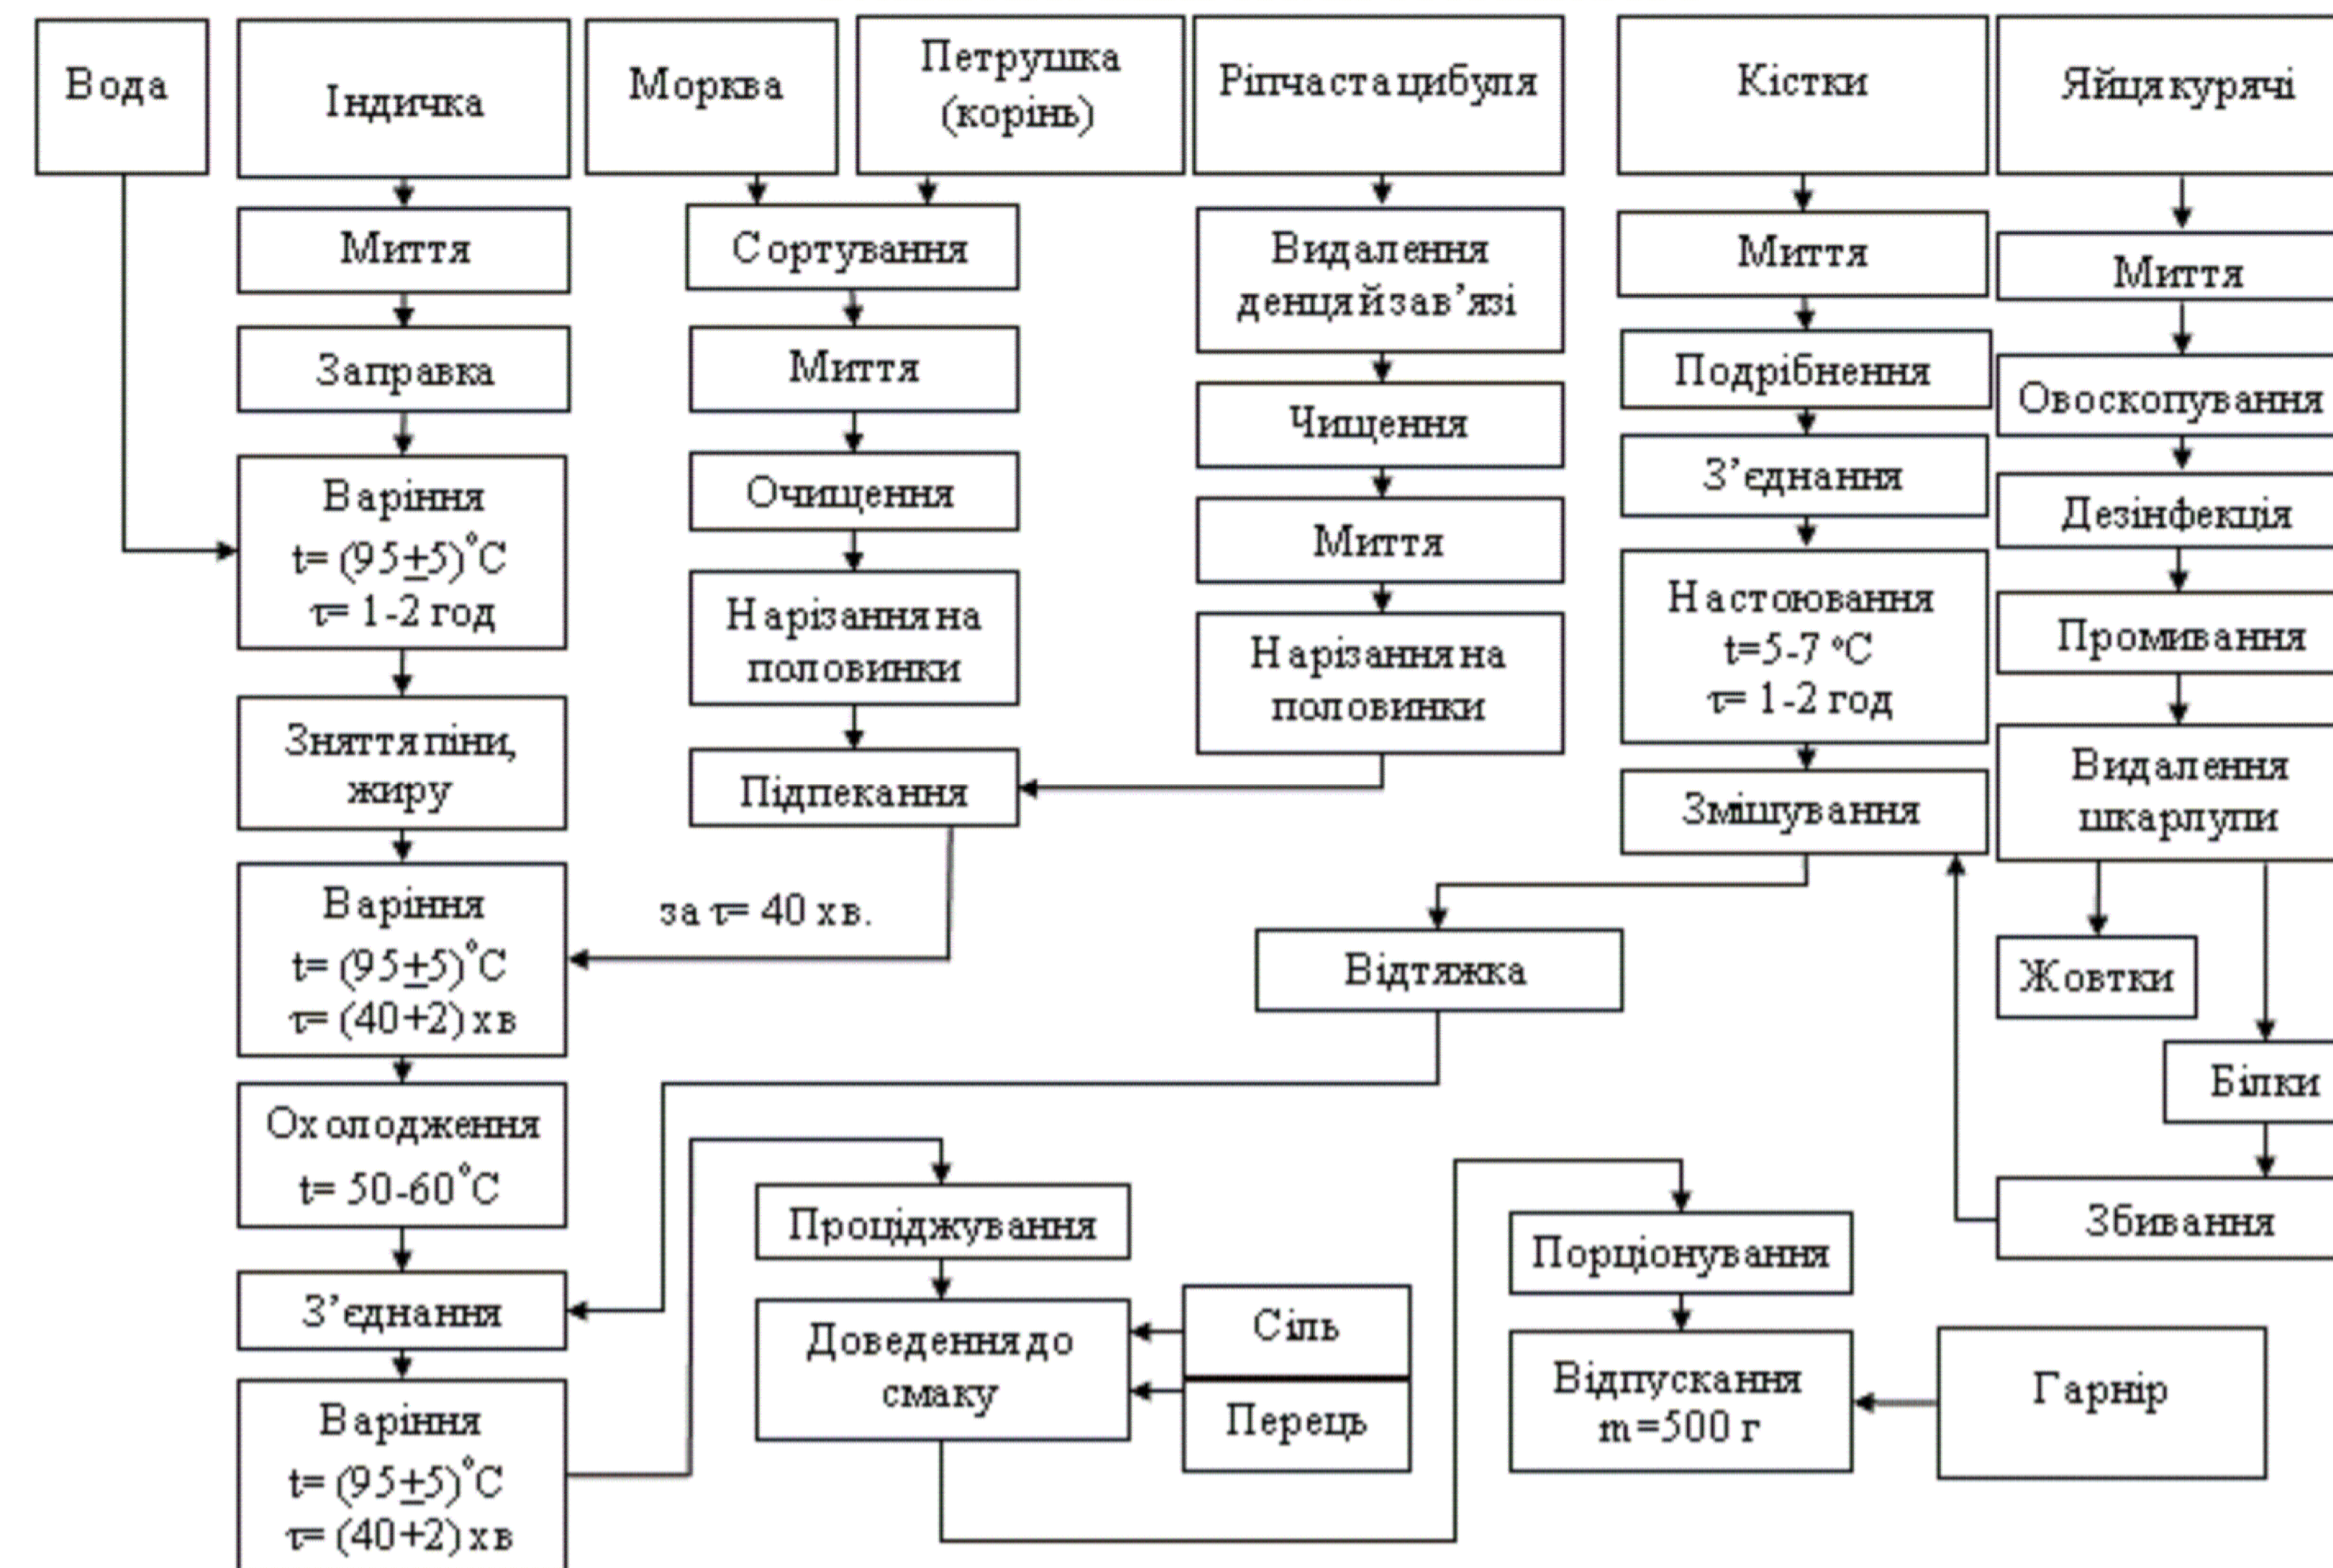 Вода
Індичка
Морква
Петрушка
(корінь)
Ріпчаста цибуля
Кістки
Яйця курячі
Миття
Заправка
Варіння
t= (95±5)°С
τ= 1-2 год
Зняття піни,
жиру
Варіння
t= (95±5)°С
τ= (40+2) хв
Охолодження
t= 50-60°С
З’єднання
Варіння
t= (95±5)°С
τ= (40+2) хв
Сортування
Миття
Очищення
Нарізання на
половинки
Підпекання
за τ= 40 хв.
Видалення
денця й зав’язі
Чищення
Миття
Нарізання на
половинки
Миття
Подрібнення
З’єднання
Настоювання
t=5-7 °С
τ= 1-2 год
Змішування
Відтяжка
Миття
Овоскопування
Дезінфекція
Промивання
Видалення
шкарлупи
Жовтки
Білки
Збивання
Проціджування
Доведення до
смаку
Сіль
Перець
Порціонування
Відпускання
m=500 г
Гарнір